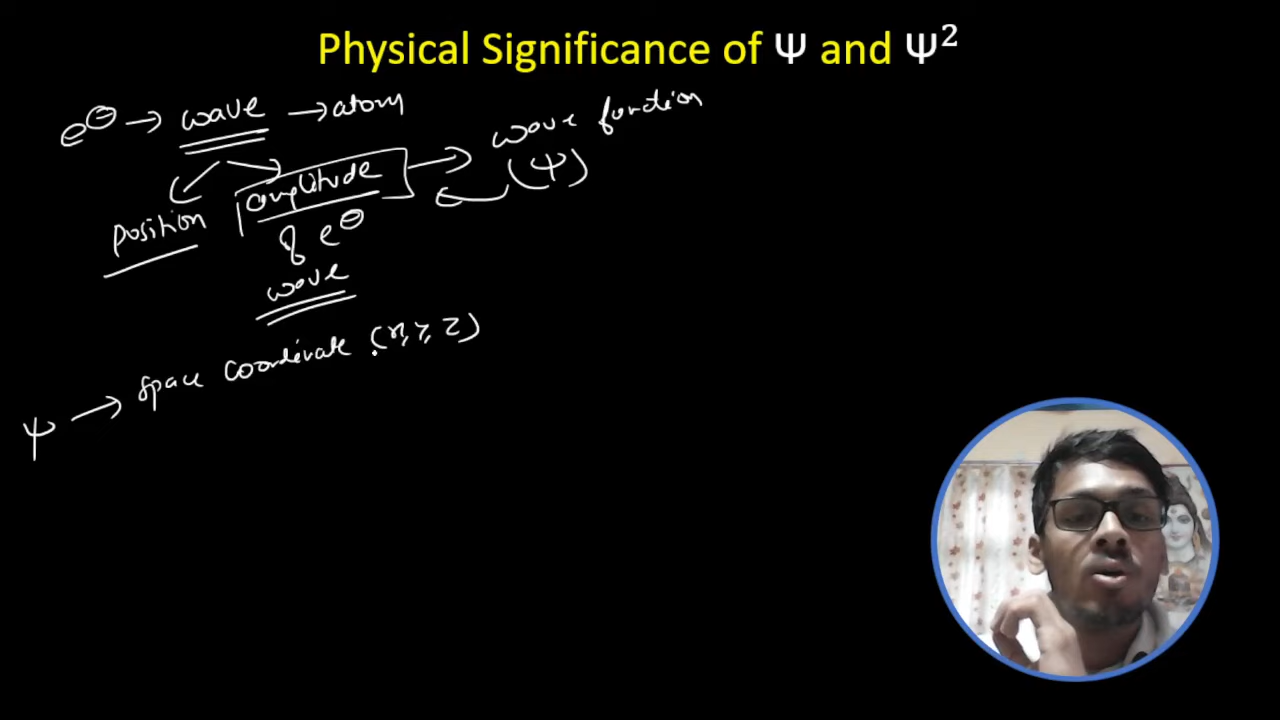 Physical Significance of Ψ and Ψ²
e⊖ → wave → atom
position amplitude → wave function
of e⊖ (Ψ)
wave
Ψ → space coordinate (x, y, z)